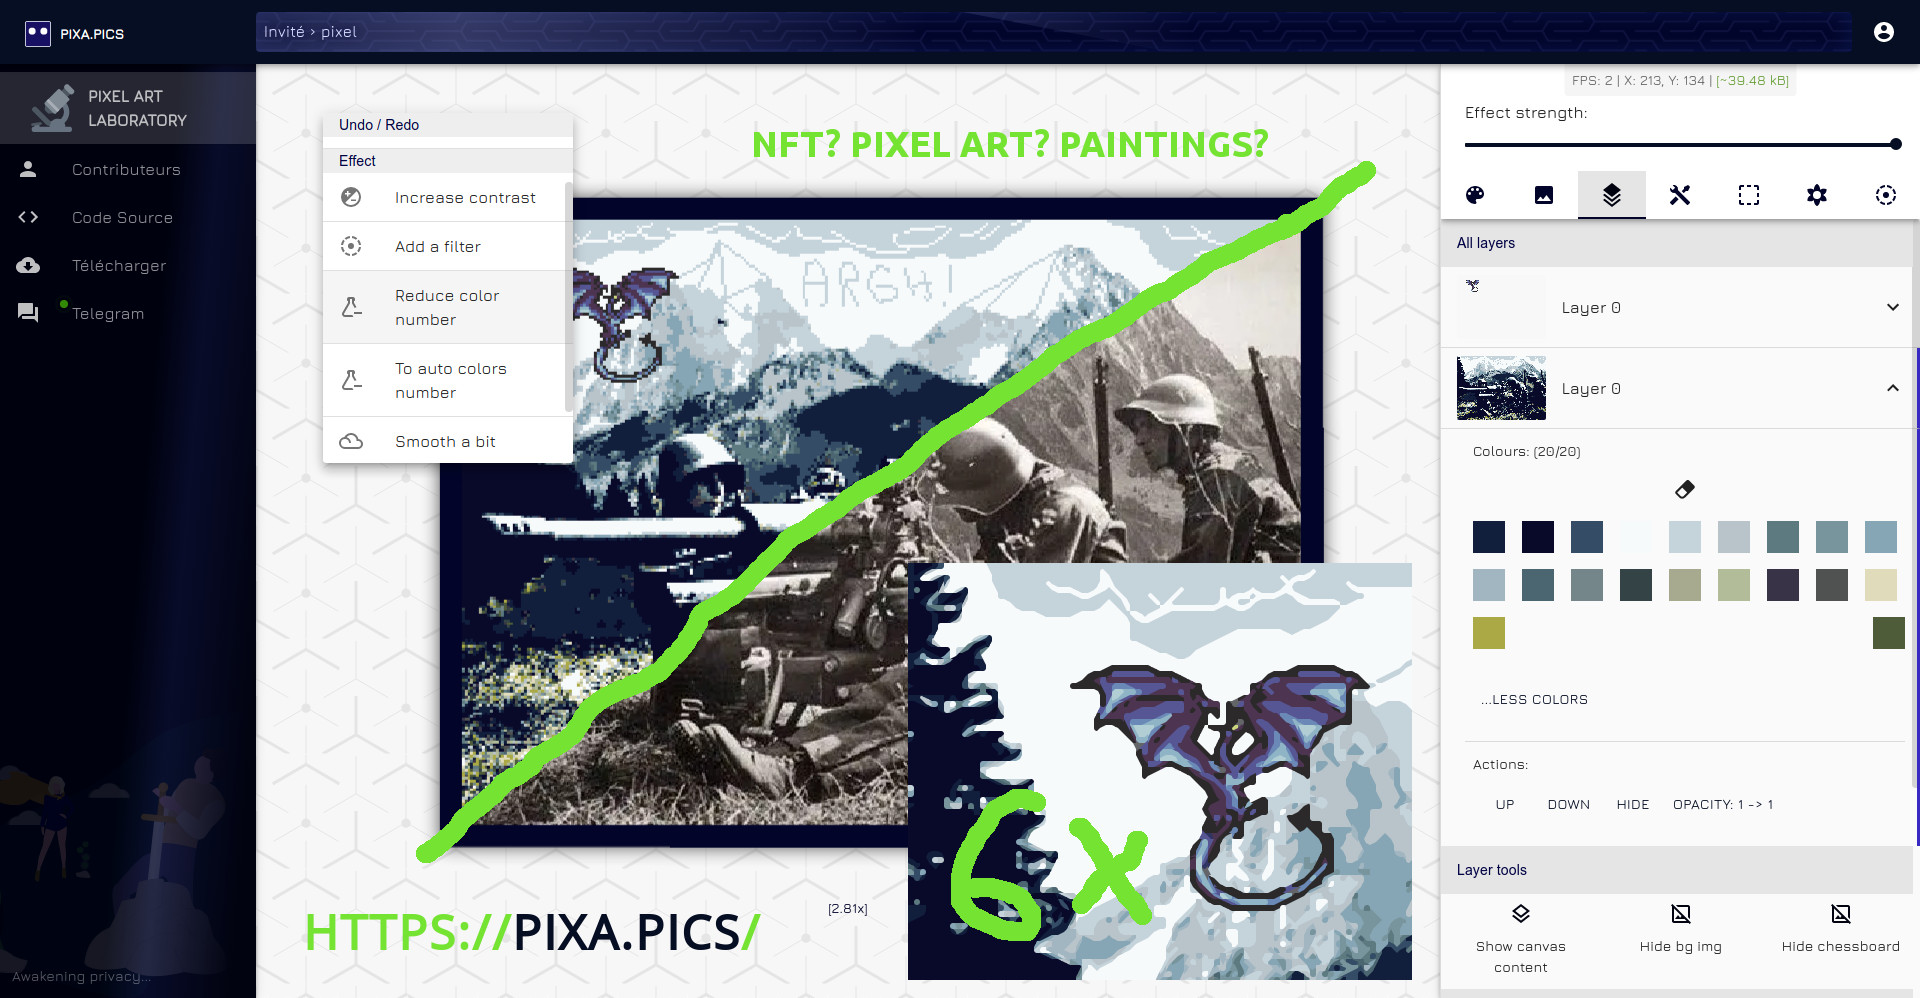 PIXA.PICS
Invité › pixel
PIXEL ART
LABORATORY
Contributeurs
Code Source
Télécharger
Telegram
Awakening privacy...
Undo / Redo
Effect
Increase contrast
Add a filter
Reduce color
number
To auto colors
number
Smooth a bit
NFT? PIXEL ART? PAINTINGS?
ARGH!
6x
HTTPS://PIXA.PICS/
[2.81x]
FPS: 2 | X: 213, Y: 134 | [~39.48 kB]
Effect strength:
All layers
Layer 0
Layer 0
Colours: (20/20)
...LESS COLORS
Actions:
UP DOWN HIDE OPACITY: 1 -> 1
Layer tools
Show canvas
content
Hide bg img
Hide chessboard